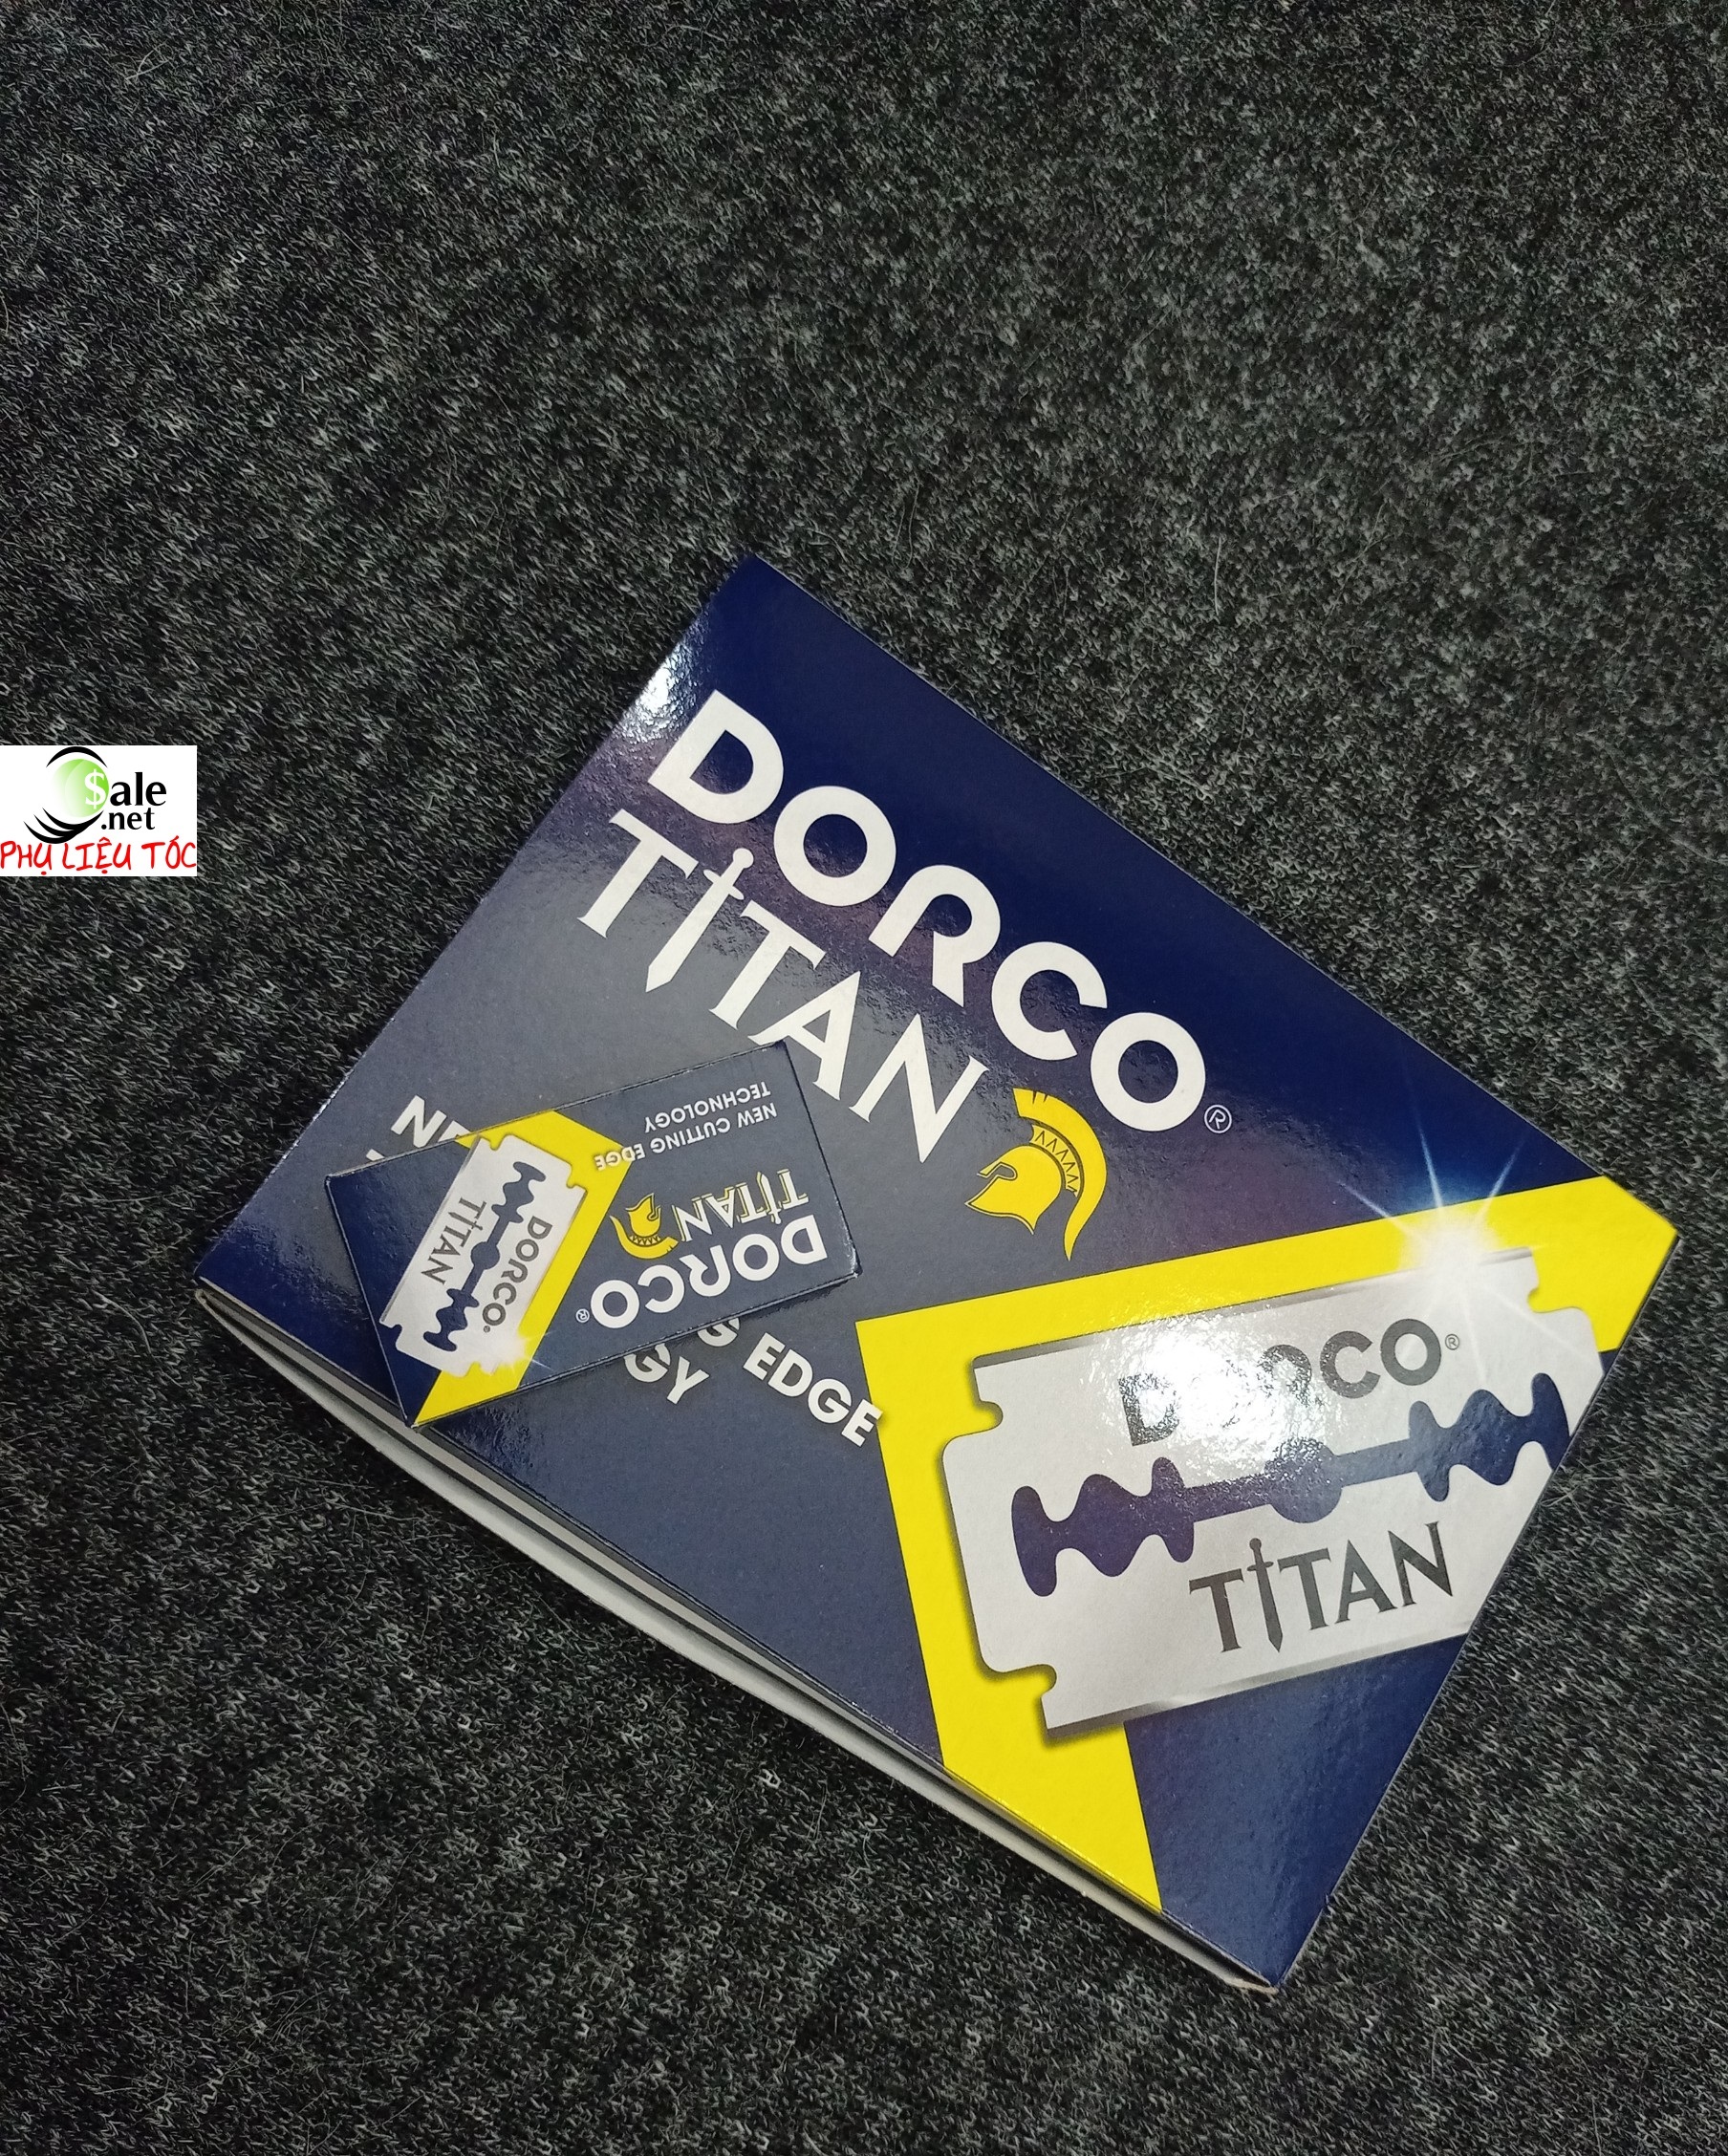 $ale
.net
PHỤ LIỆU TÓC
DORCO®
TITAN
G EDGE
GY
DORCO®
TITAN
DORCO®
TITAN
NEW CUTTING EDGE
TECHNOLOGY
DORCO®
TITAN